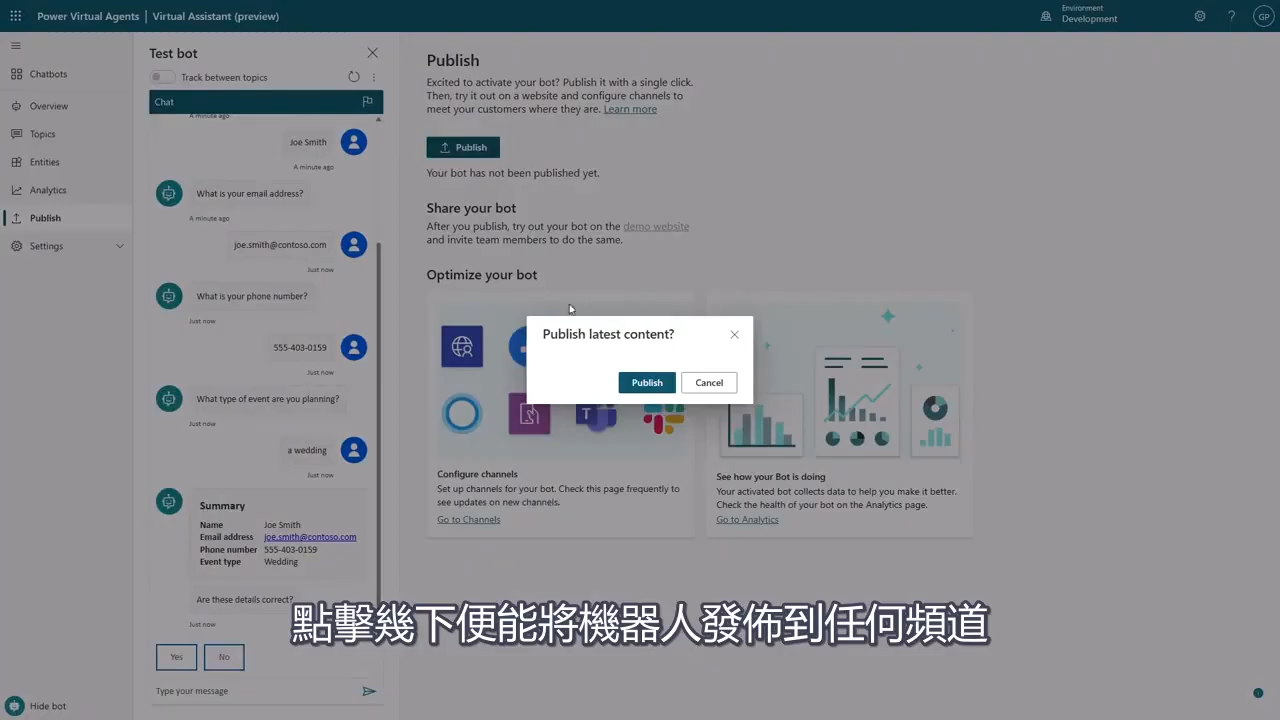 Power Virtual Agents | Virtual Assistant (preview)
Environment
Development
?
GP
Chatbots
Overview
Topics
Entities
Analytics
Publish
Settings
Hide bot
Test bot
Track between topics
Chat
A minute ago
Joe Smith
A minute ago
What is your email address?
A minute ago
joe.smith@contoso.com
Just now
What is your phone number?
Just now
555-403-0159
Just now
What type of event are you planning?
Just now
a wedding
Just now
Summary
Name Joe Smith
Email address joe.smith@contoso.com
Phone number 555-403-0159
Event type Wedding
Are these details correct?
Just now
Yes No
Type your message
Publish
Excited to activate your bot? Publish it with a single click.
Then, try it out on a website and configure channels to
meet your customers where they are. Learn more
Publish
Your bot has not been published yet.
Share your bot
After you publish, try out your bot on the demo website
and invite team members to do the same.
Optimize your bot
Publish latest content?
Publish Cancel
T
Configure channels
Set up channels for your bot. Check this page frequently to
see updates on new channels.
Go to Channels
See how your Bot is doing
Your activated bot collects data to help you make it better.
Check the health of your bot on the Analytics page.
Go to Analytics
點擊幾下便能將機器人發佈到任何頻道